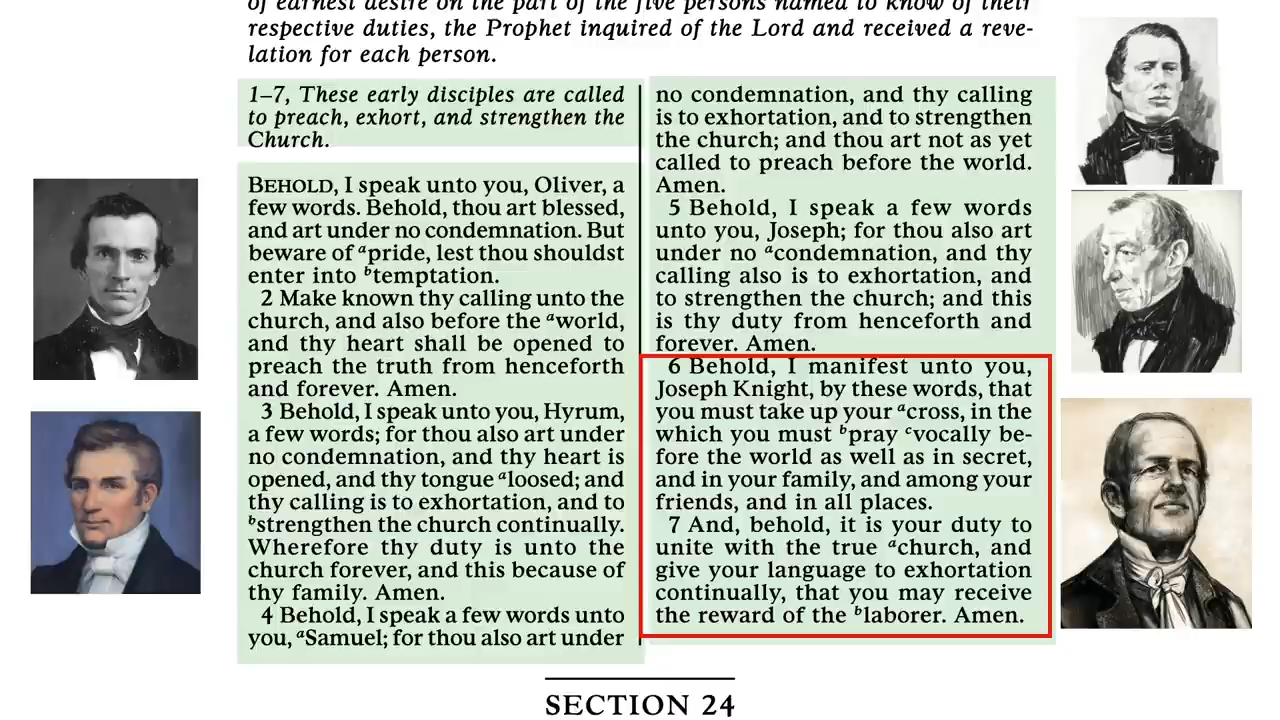 of earnest desire on the part of the five persons named to know of their
respective duties, the Prophet inquired of the Lord and received a reve-
lation for each person.
1–7, These early disciples are called
to preach, exhort, and strengthen the
Church.
BEHOLD, I speak unto you, Oliver, a
few words. Behold, thou art blessed,
and art under no condemnation. But
beware of apride, lest thou shouldst
enter into btemptation.
2 Make known thy calling unto the
church, and also before the aworld,
and thy heart shall be opened to
preach the truth from henceforth
and forever. Amen.
3 Behold, I speak unto you, Hyrum,
a few words; for thou also art under
no condemnation, and thy heart is
opened, and thy tongue aloosed; and
thy calling is to exhortation, and to
bstrengthen the church continually.
Wherefore thy duty is unto the
church forever, and this because of
thy family. Amen.
4 Behold, I speak a few words unto
you, aSamuel; for thou also art under
no condemnation, and thy calling
is to exhortation, and to strengthen
the church; and thou art not as yet
called to preach before the world.
Amen.
5 Behold, I speak a few words
unto you, Joseph; for thou also art
under no acondemnation, and thy
calling also is to exhortation, and
to strengthen the church; and this
is thy duty from henceforth and
forever. Amen.
6 Behold, I manifest unto you,
Joseph Knight, by these words, that
you must take up your across, in the
which you must bpray cvocally be-
fore the world as well as in secret,
and in your family, and among your
friends, and in all places.
7 And, behold, it is your duty to
unite with the true achurch, and
give your language to exhortation
continually, that you may receive
the reward of the blaborer. Amen.
SECTION 24